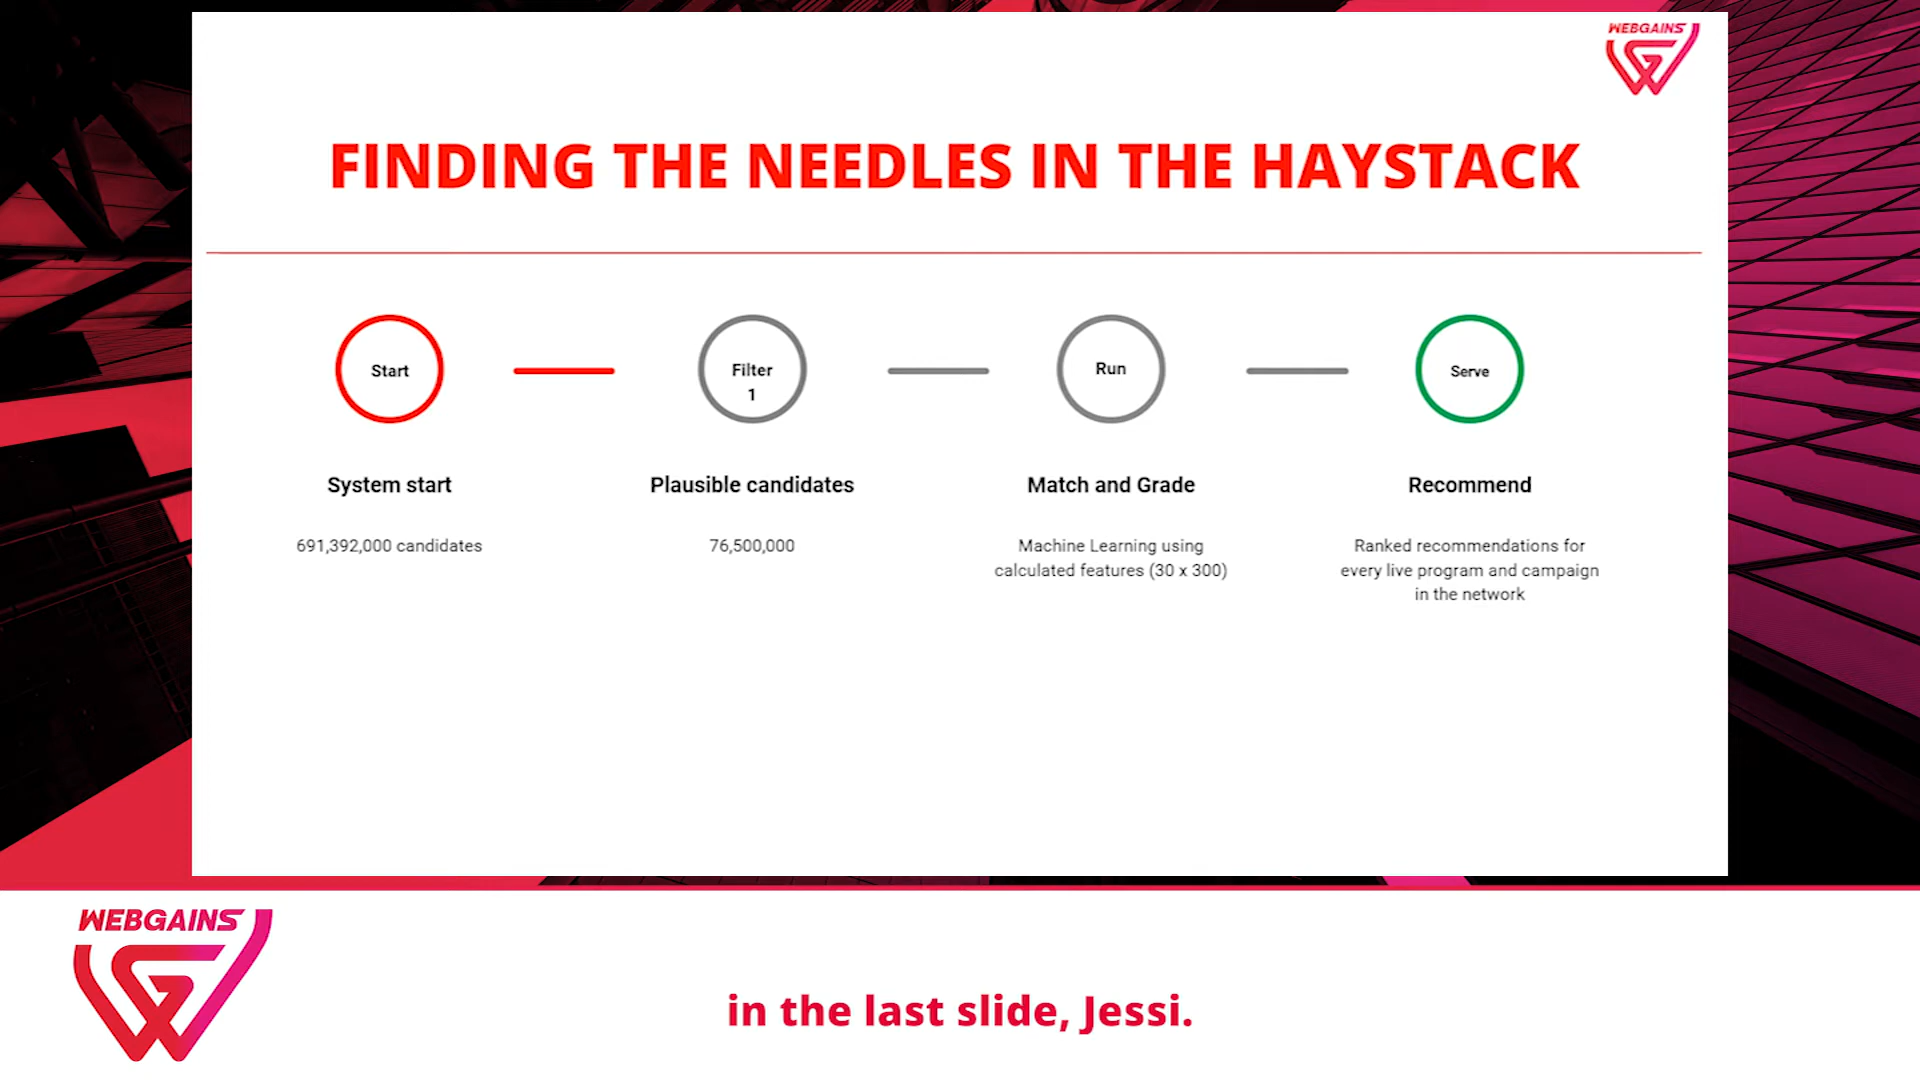 WEBGAINS
FINDING THE NEEDLES IN THE HAYSTACK
Start
Filter
1
Run
Serve
System start
Plausible candidates
Match and Grade
Recommend
691,392,000 candidates
76,500,000
Machine Learning using
calculated features (30 x 300)
Ranked recommendations for
every live program and campaign
in the network
WEBGAINS
in the last slide, Jessi.